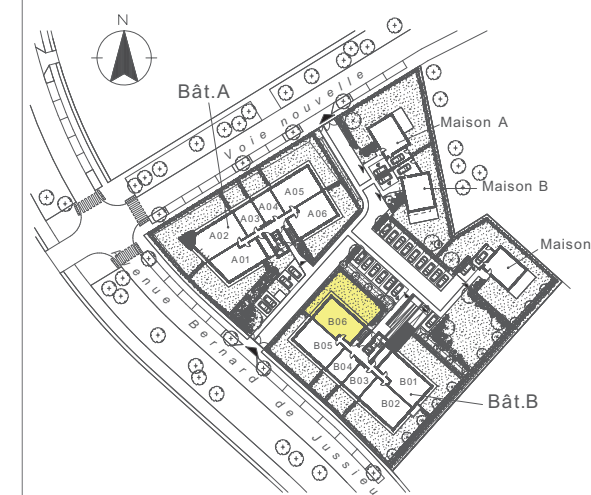 N
Bât.A
Voie nouvelle
Maison A
A05
A04
A06
A03
A02
A01
Maison B
Maison
enue Bernard de Jussieu
B06
B05
B04
B03
B01
B02
Bât.B